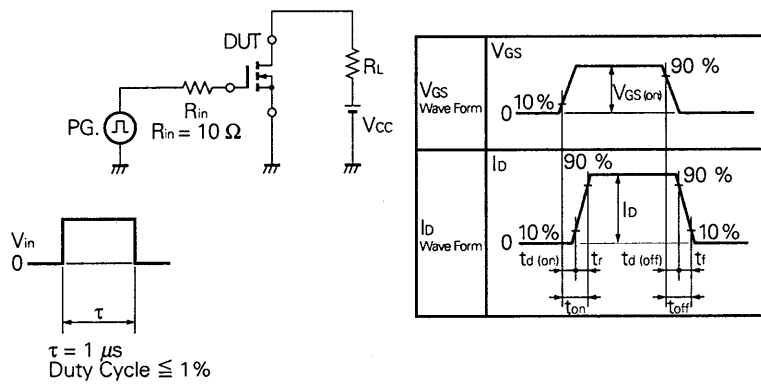 DUT
RL
Rin
PG.
Rin = 10 Ω
VCC
Vin
0
τ
τ = 1 μs
Duty Cycle ≦ 1%
VGS
Wave Form
VGS
90 %
VGS (on)
10%
0
ID
Wave Form
ID
90 %
90 %
ID
10%
10%
0
td (on)
tr
td (off)
tf
ton
toff